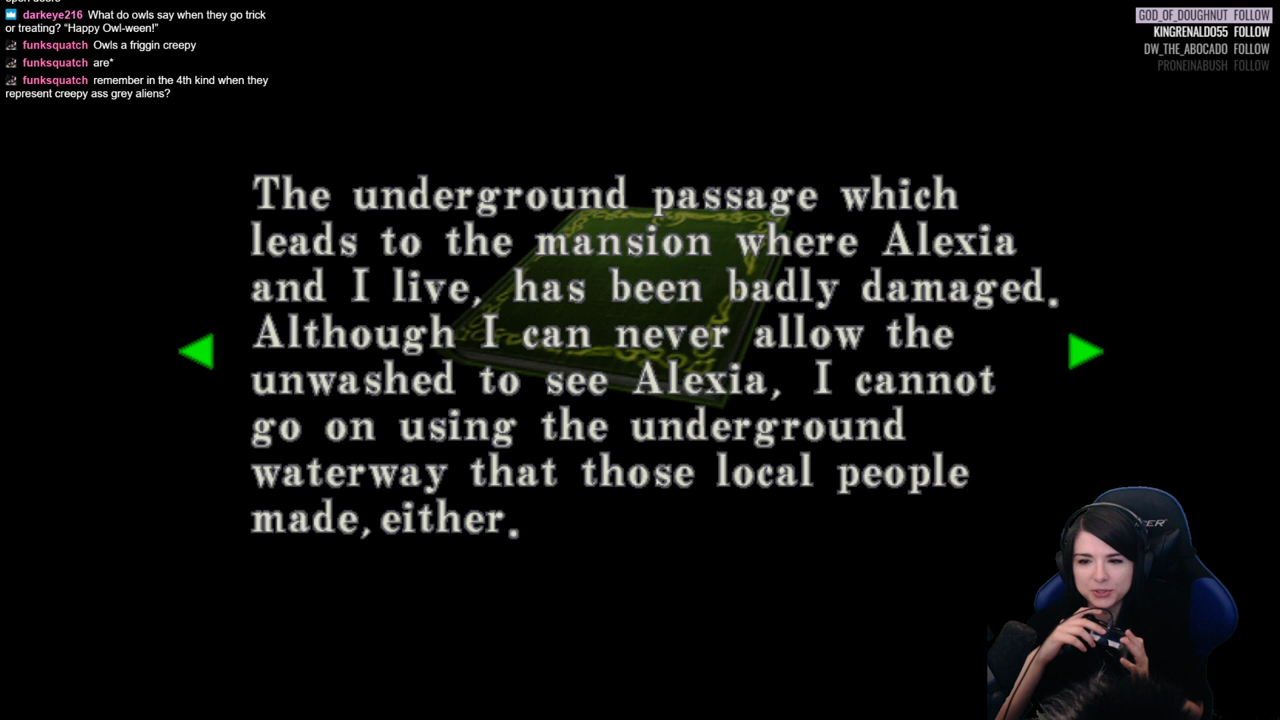 darkeye216 What do owls say when they go trick
or treating? “Happy Owl-ween!”
funksquatch Owls a friggin creepy
funksquatch are*
funksquatch remember in the 4th kind when they
represent creepy ass grey aliens?
GOD_OF_DOUGHNUT FOLLOW
KINGRENALDO55 FOLLOW
DW_THE_ABOCADO FOLLOW
PRONEINABUSH FOLLOW
The underground passage which
leads to the mansion where Alexia
and I live, has been badly damaged.
Although I can never allow the
unwashed to see Alexia, I cannot
go on using the underground
waterway that those local people
made, either.